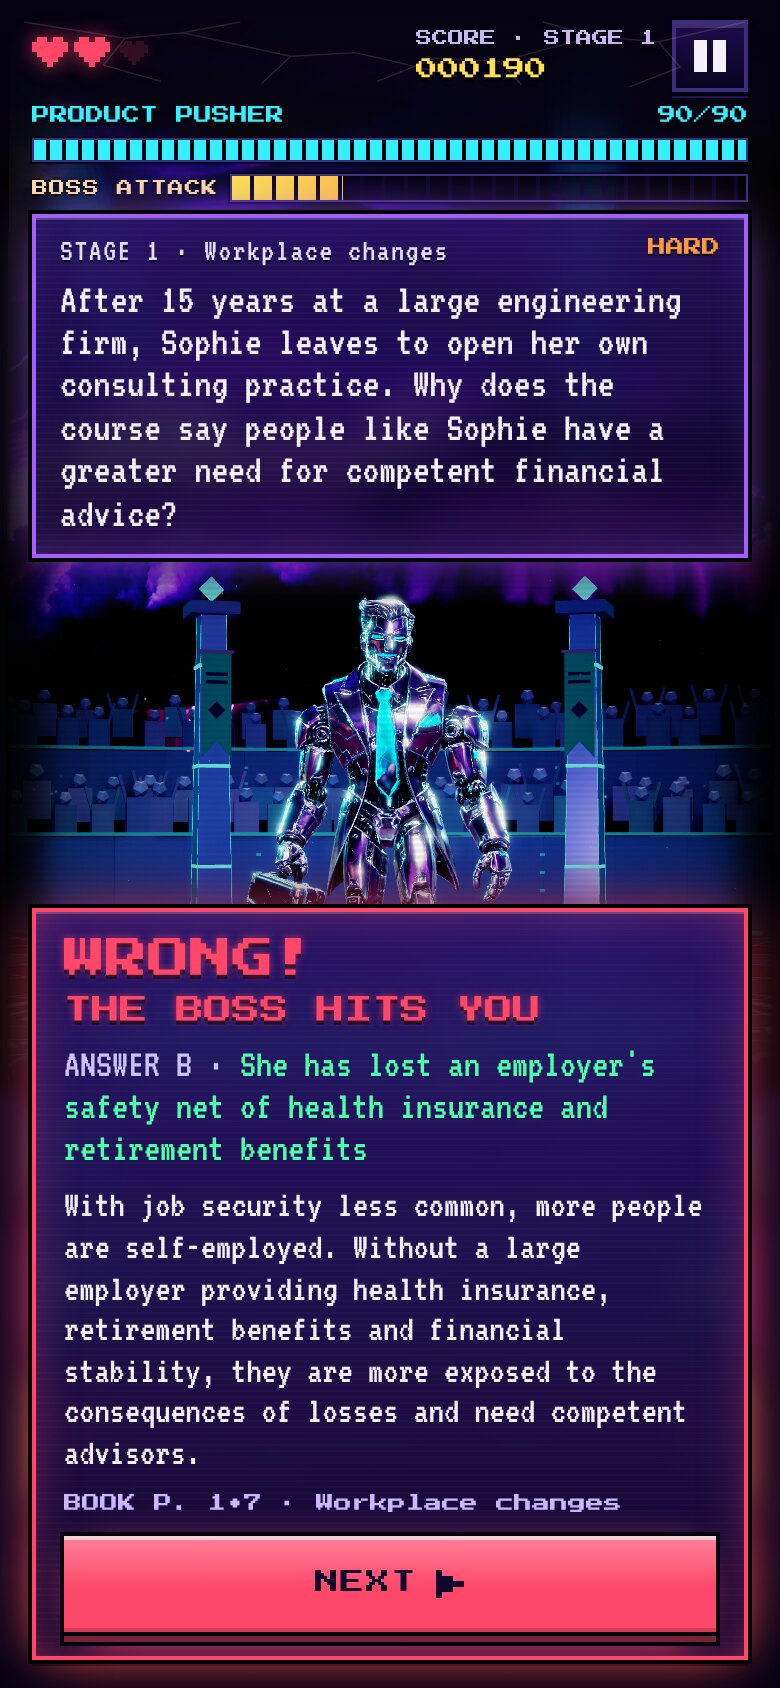 SCORE · STAGE 1
000190
PRODUCT PUSHER
90/90
BOSS ATTACK
STAGE 1 · Workplace changes
HARD
After 15 years at a large engineering
firm, Sophie leaves to open her own
consulting practice. Why does the
course say people like Sophie have a
greater need for competent financial
advice?
WRONG!
THE BOSS HITS YOU
ANSWER B · She has lost an employer's
safety net of health insurance and
retirement benefits
With job security less common, more people
are self-employed. Without a large
employer providing health insurance,
retirement benefits and financial
stability, they are more exposed to the
consequences of losses and need competent
advisors.
BOOK P. 1•7 · Workplace changes
NEXT